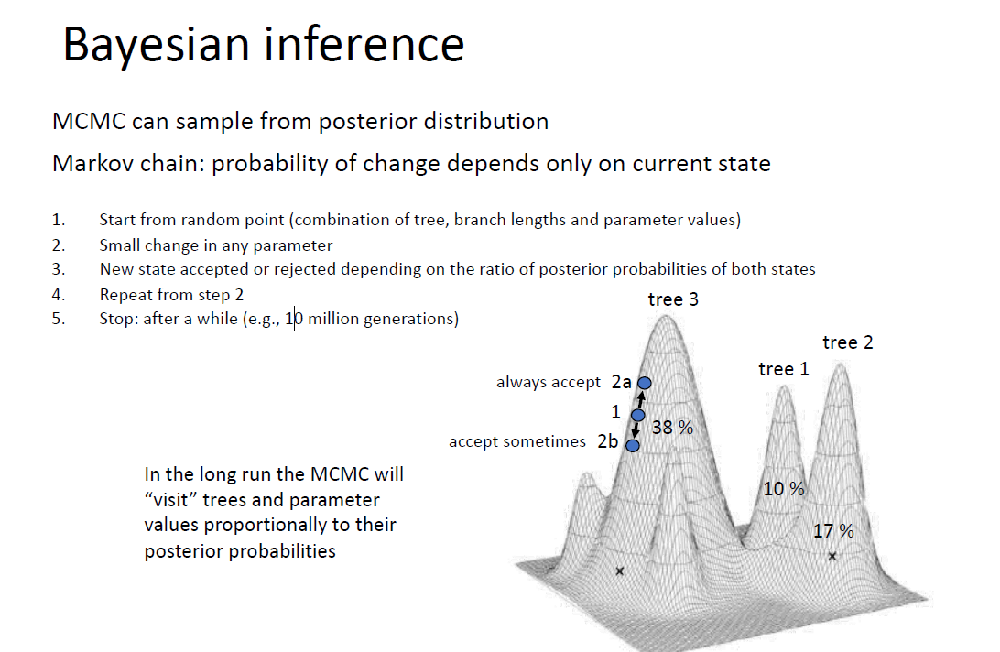 Bayesian inference
MCMC can sample from posterior distribution
Markov chain: probability of change depends only on current state
1. Start from random point (combination of tree, branch lengths and parameter values)
2. Small change in any parameter
3. New state accepted or rejected depending on the ratio of posterior probabilities of both states
4. Repeat from step 2
5. Stop: after a while (e.g., 10 million generations)
tree 3
tree 2
tree 1
always accept 2a
1
38 %
accept sometimes 2b
In the long run the MCMC will
“visit” trees and parameter
values proportionally to their
posterior probabilities
10 %
17 %
x
x